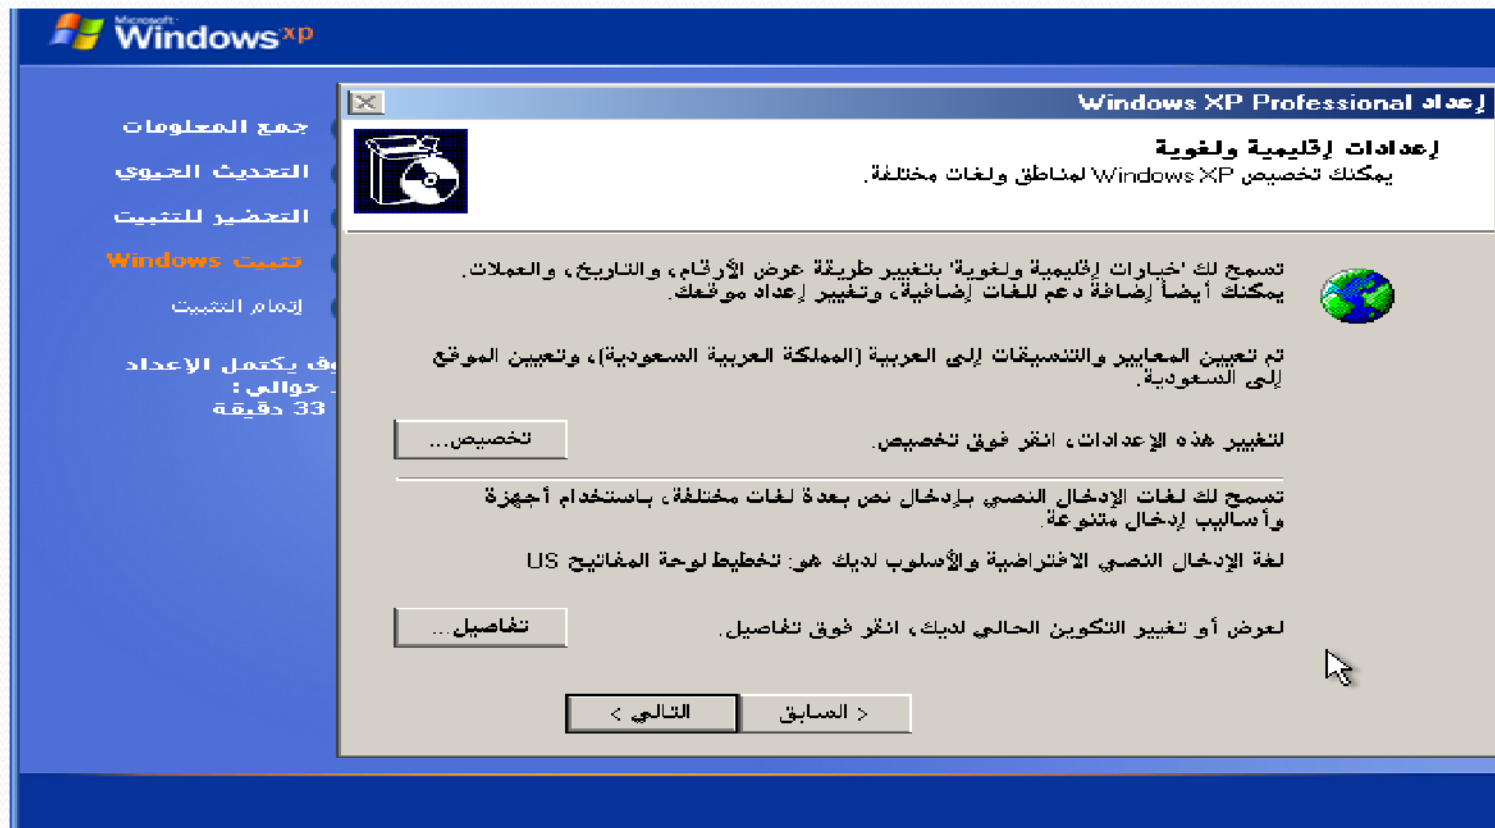 Microsoft
Windows xp
جمع المعلومات
التحديث الحيوي
التحضير للتثبيت
تثبيت Windows
إتمام التثبيت
يكتمل الإعداد
حوالي :
33 دقيقة
إعداد Windows XP Professional
إعدادات إقليمية ولغوية
يمكنك تخصيص Windows XP لمناطق ولغات مختلفة.
تسمح لك 'خيارات إقليمية ولغوية' بتغيير طريقة عرض الأرقام، والتاريخ، والعملات.
يمكنك أيضاً إضافة دعم للغات إضافية، وتغيير إعداد موقعك.
تم تعيين المعايير والتنسيقات إلى العربية (المملكة العربية السعودية)، وتعيين الموقع
إلى السعودية.
لتغيير هذه الإعدادات، انقر فوق تخصيص.
تخصيص...
تسمح لك لغات الإدخال النصي بإدخال نص بعدة لغات مختلفة، باستخدام أجهزة
وأساليب إدخال متنوعة.
لغة الإدخال النصي الافتراضية والأسلوب لديك هو: تخطيط لوحة المفاتيح US
لعرض أو تغيير التكوين الحالي لديك، انقر فوق تفاصيل.
تفاصيل...
< السابق
التالي >